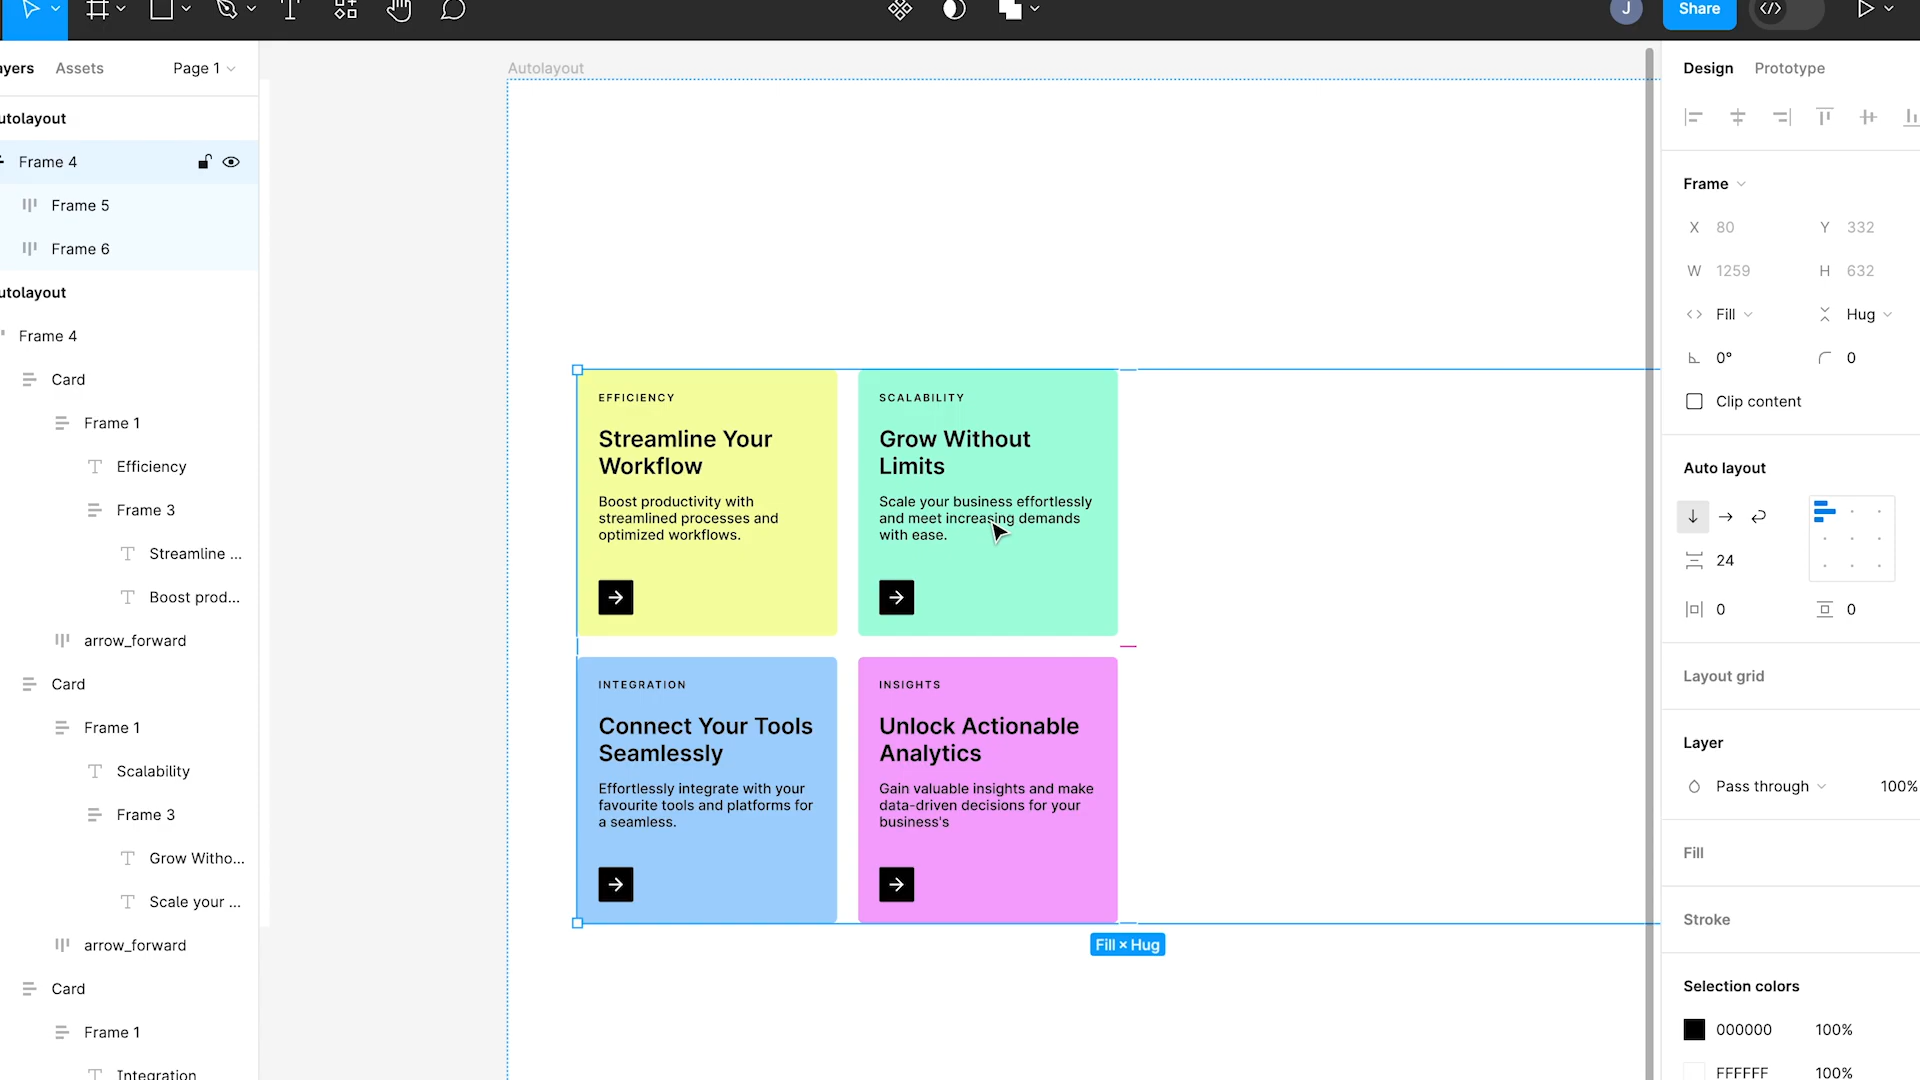 J
Share
ayers
Assets
Page 1
utolayout
Frame 4
Frame 5
Frame 6
utolayout
Frame 4
Card
Frame 1
Efficiency
Frame 3
Streamline ...
Boost prod...
arrow_forward
Card
Frame 1
Scalability
Frame 3
Grow Witho...
Scale your ...
arrow_forward
Card
Frame 1
Integration
Autolayout
EFFICIENCY
Streamline Your
Workflow
Boost productivity with
streamlined processes and
optimized workflows.
SCALABILITY
Grow Without
Limits
Scale your business effortlessly
and meet increasing demands
with ease.
INTEGRATION
Connect Your Tools
Seamlessly
Effortlessly integrate with your
favourite tools and platforms for
a seamless.
INSIGHTS
Unlock Actionable
Analytics
Gain valuable insights and make
data-driven decisions for your
business's
Fill × Hug
Design
Prototype
Frame
X 80
Y 332
W 1259
H 632
Fill
Hug
0°
0
Clip content
Auto layout
24
0
0
Layout grid
Layer
Pass through
100%
Fill
Stroke
Selection colors
000000
100%
FFFFFF
100%